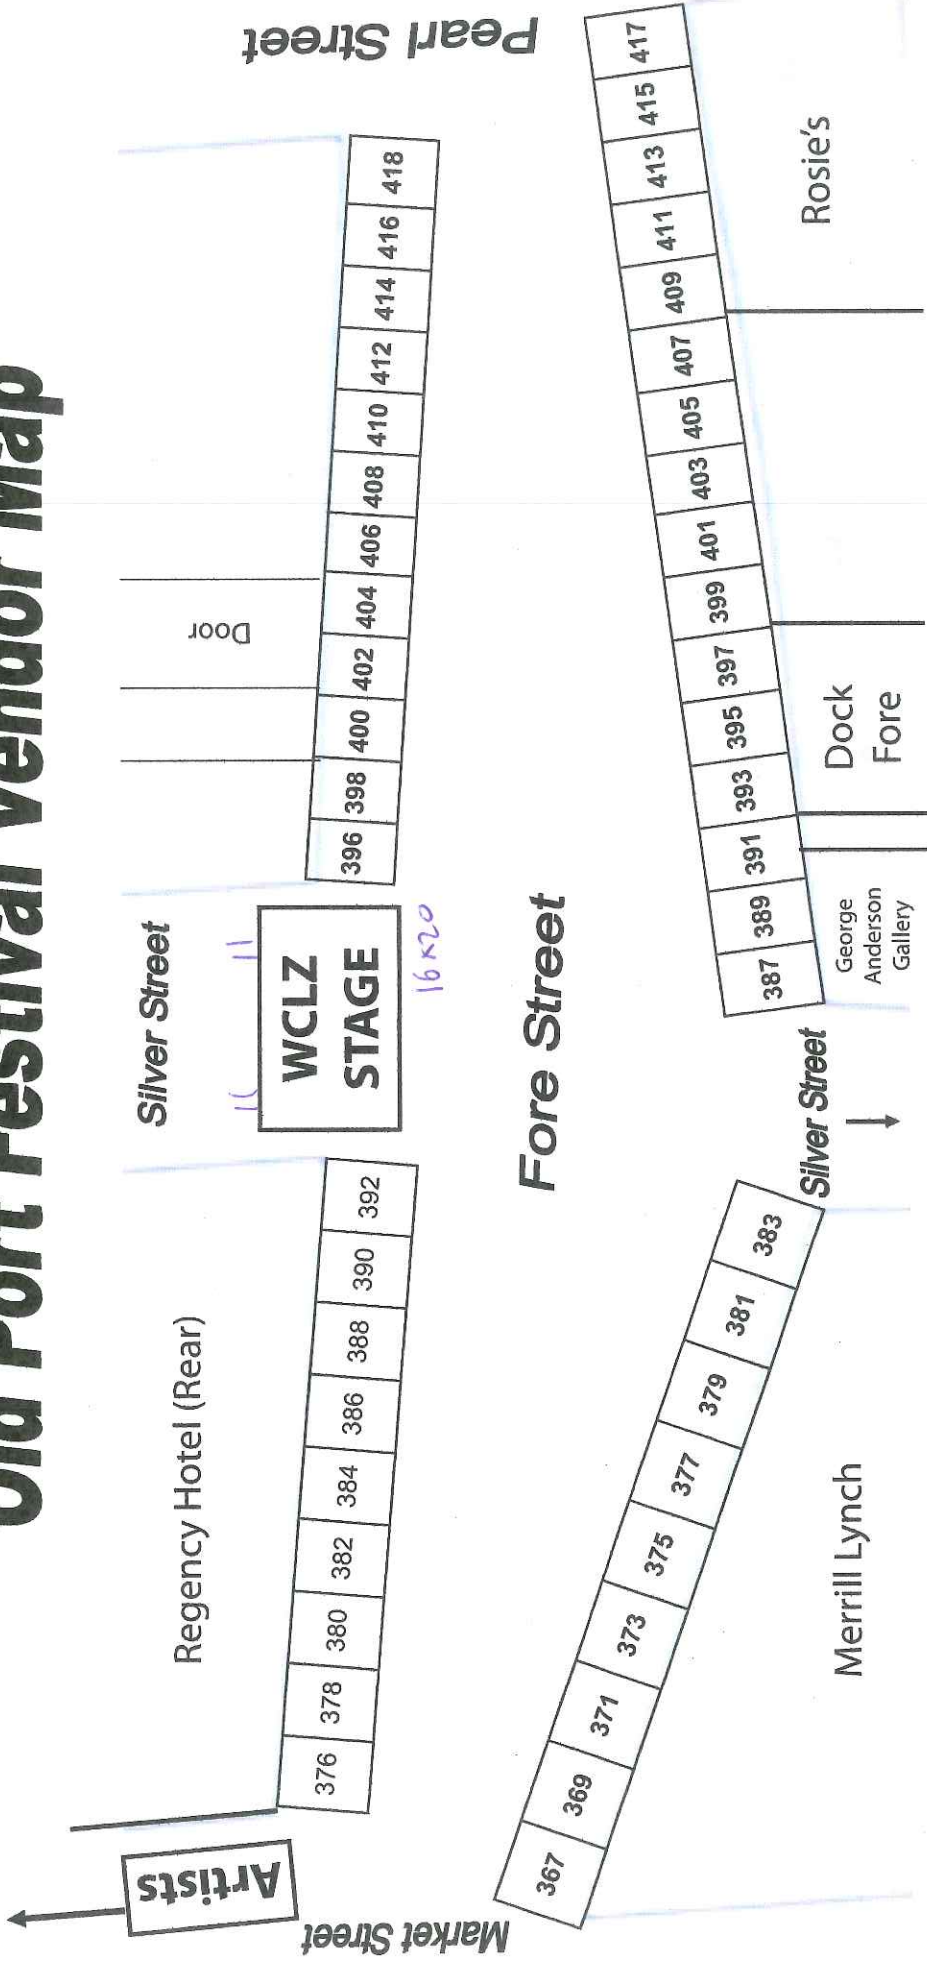 Old Port Festival Vendor Map
Artists
Market Street
Regency Hotel (Rear)
Silver Street
Door
Pearl Street
376 378 380 382 384 386 388 390 392
11 11
WCLZ
STAGE
16x20
396 398 400 402 404 406 408 410 412 414 416 418
Fore Street
367 369 371 373 375 377 379 381 383
Silver Street
387 389 391 393 395 397 399 401 403 405 407 409 411 413 415 417
Merrill Lynch
George
Anderson
Gallery
Dock
Fore
Rosie's